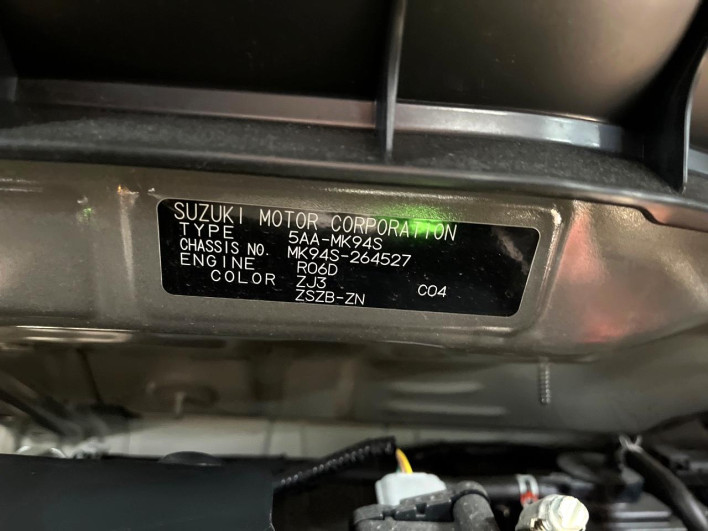 SUZUKI MOTOR CORPORATION
TYPE 5AA-MK94S
CHASSIS NO. MK94S-264527
ENGINE R06D
COLOR ZJ3 C04
ZSZB-ZN